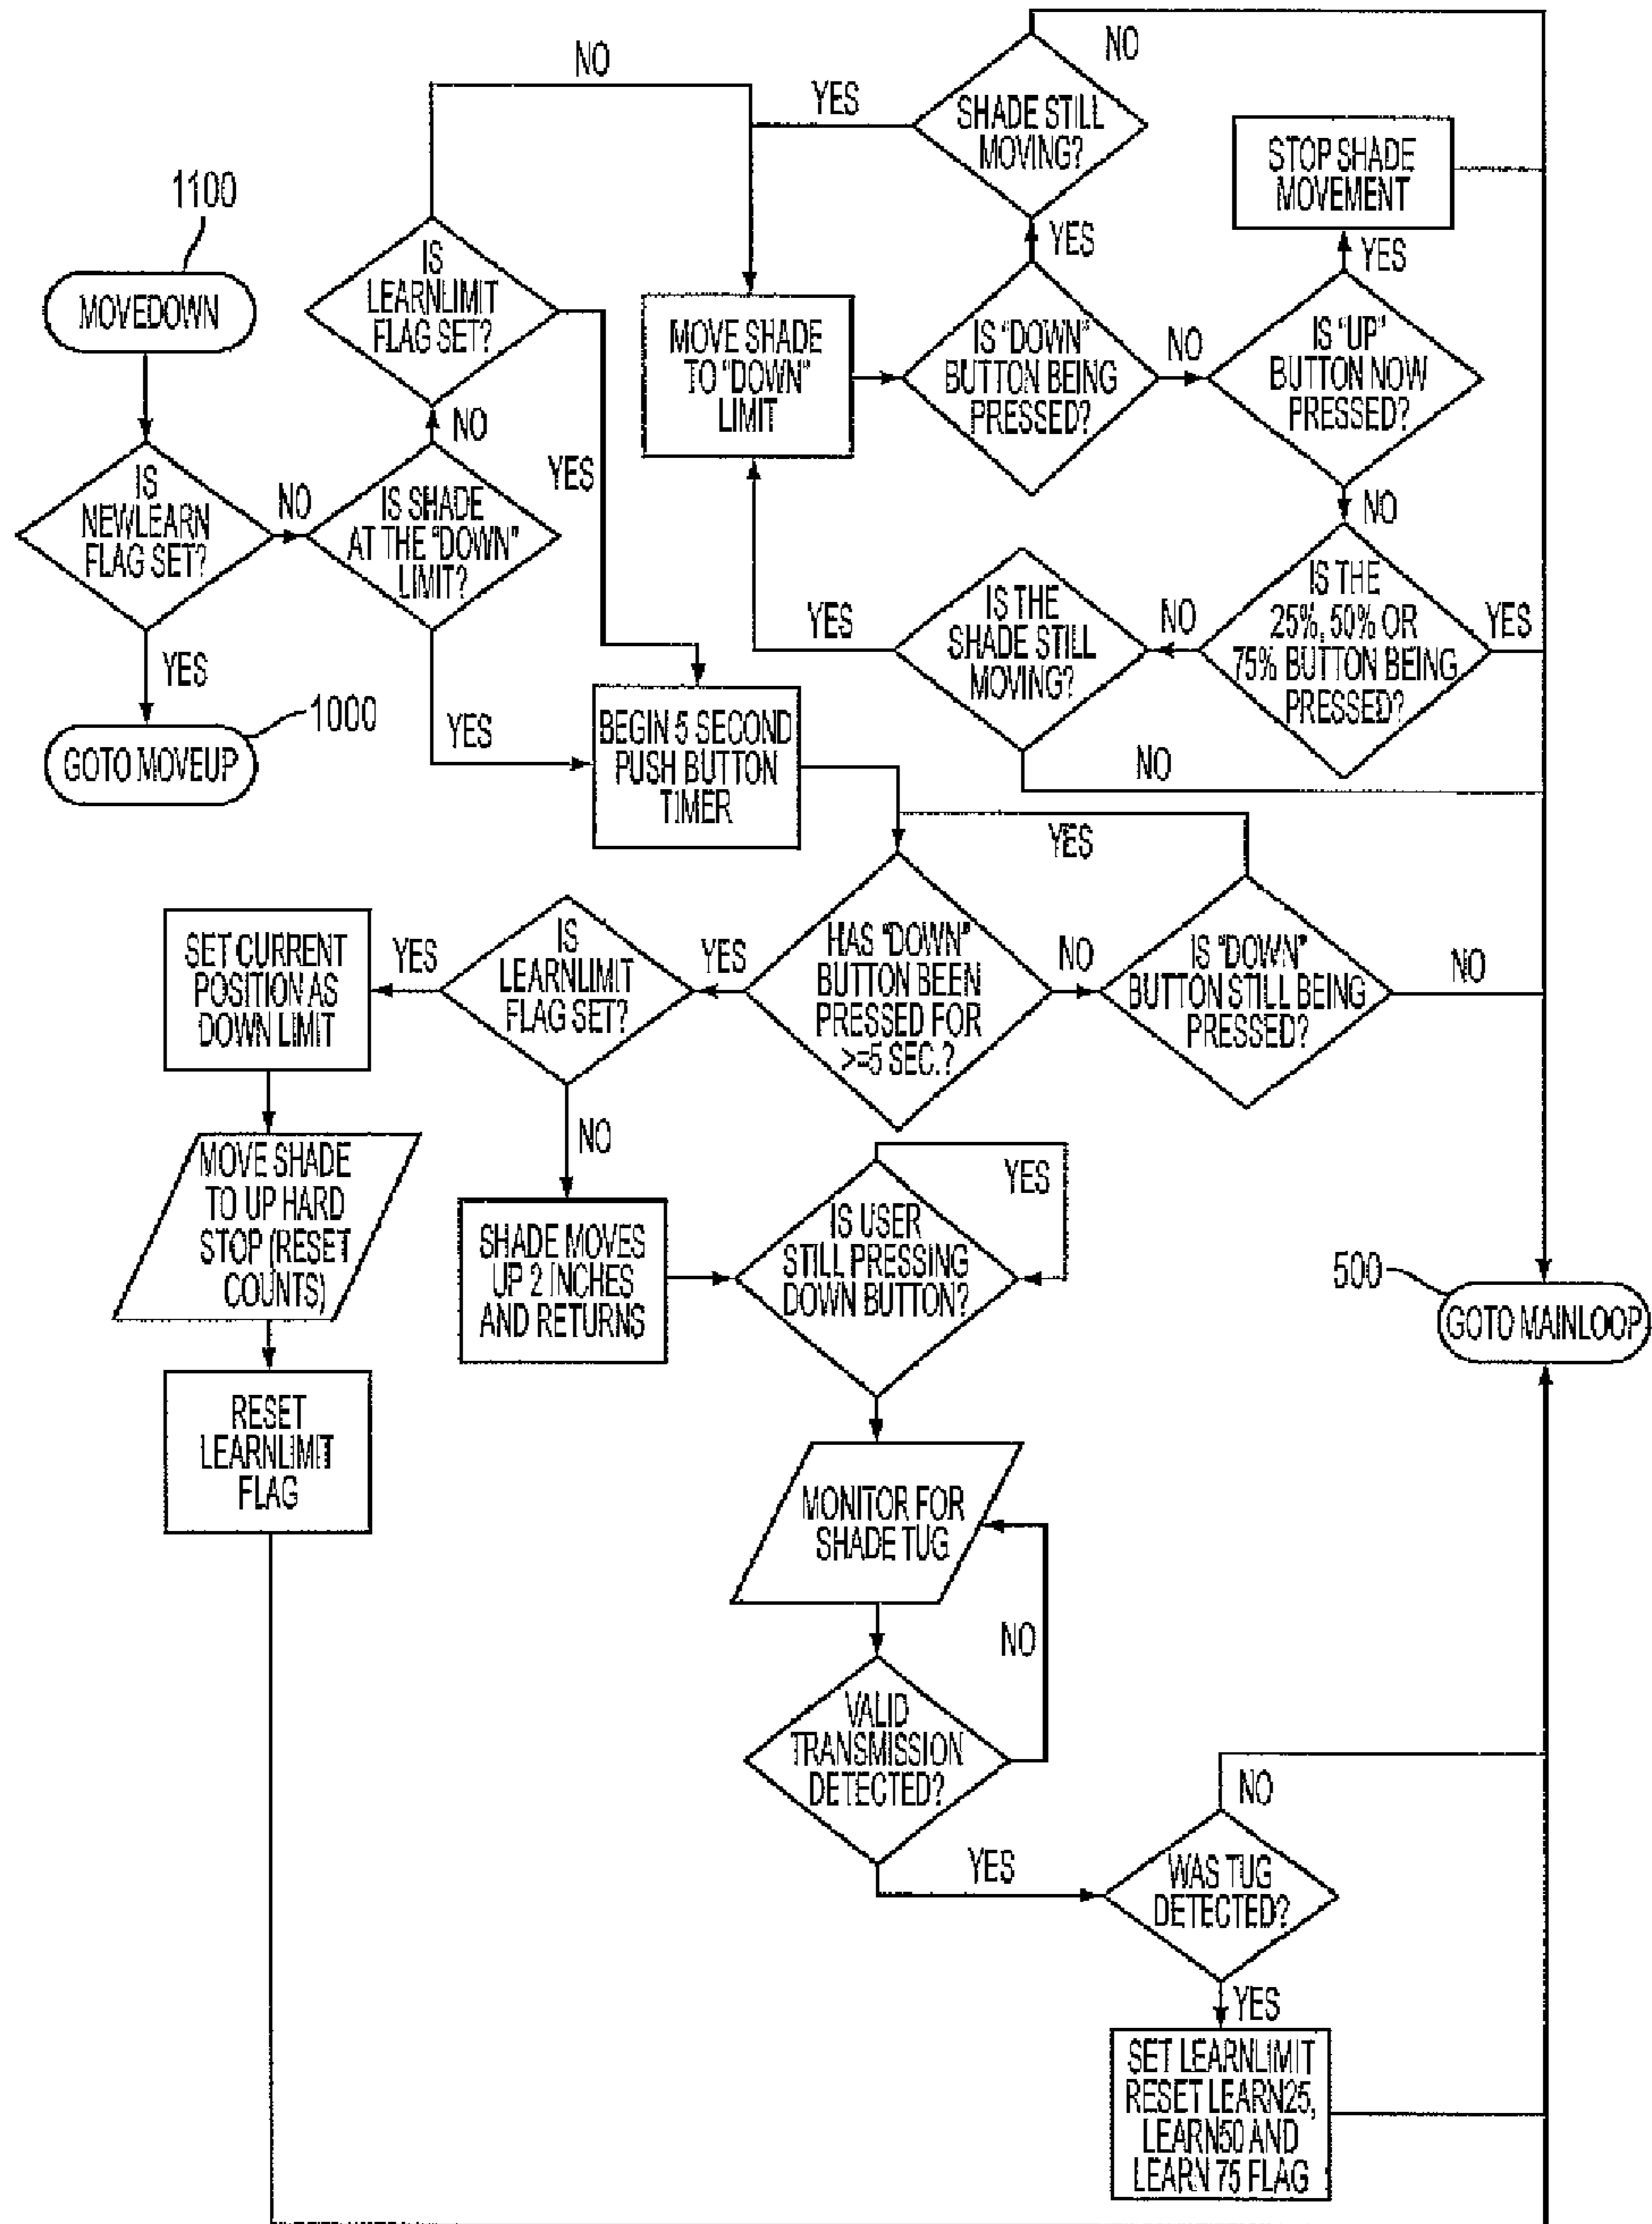 NO
NO
YES
SHADE STILL
MOVING?
STOP SHADE
MOVEMENT
1100
YES
YES
MOVEDOWN
IS
LEARNLIMIT
FLAG SET?
MOVE SHADE
TO "DOWN"
LIMIT
IS "DOWN"
BUTTON BEING
PRESSED?
NO
IS "UP"
BUTTON NOW
PRESSED?
NO
YES
IS
NEWLEARN
FLAG SET?
NO
IS SHADE
AT THE "DOWN"
LIMIT?
NO
YES
IS THE
SHADE STILL
MOVING?
NO
IS THE
25%, 50% OR
75% BUTTON BEING
PRESSED?
YES
YES
GOTO MOVEUP
1000
YES
BEGIN 5 SECOND
PUSH BUTTON
TIMER
NO
YES
SET CURRENT
POSITION AS
DOWN LIMIT
YES
IS
LEARNLIMIT
FLAG SET?
YES
HAS "DOWN"
BUTTON BEEN
PRESSED FOR
>=5 SEC.?
NO
IS "DOWN"
BUTTON STILL BEING
PRESSED?
NO
NO
MOVE SHADE
TO UP HARD
STOP (RESET
COUNTS)
SHADE MOVES
UP 2 INCHES
AND RETURNS
IS USER
STILL PRESSING
DOWN BUTTON?
YES
500
GOTO MAINLOOP
RESET
LEARNLIMIT
FLAG
MONITOR FOR
SHADE TUG
NO
VALID
TRANSMISSION
DETECTED?
NO
YES
WAS TUG
DETECTED?
YES
SET LEARNLIMIT
RESET LEARN25,
LEARN50 AND
LEARN 75 FLAG